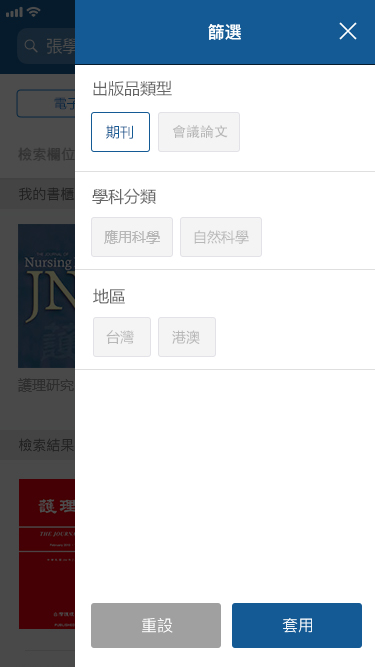 篩選
張學
電子
檢索欄位
我的書櫃
Nursing
JN
護理研究
檢索結果
護理
THE JOURN
出版品類型
期刊
會議論文
學科分類
應用科學
自然科學
地區
台灣
港澳
重設
套用